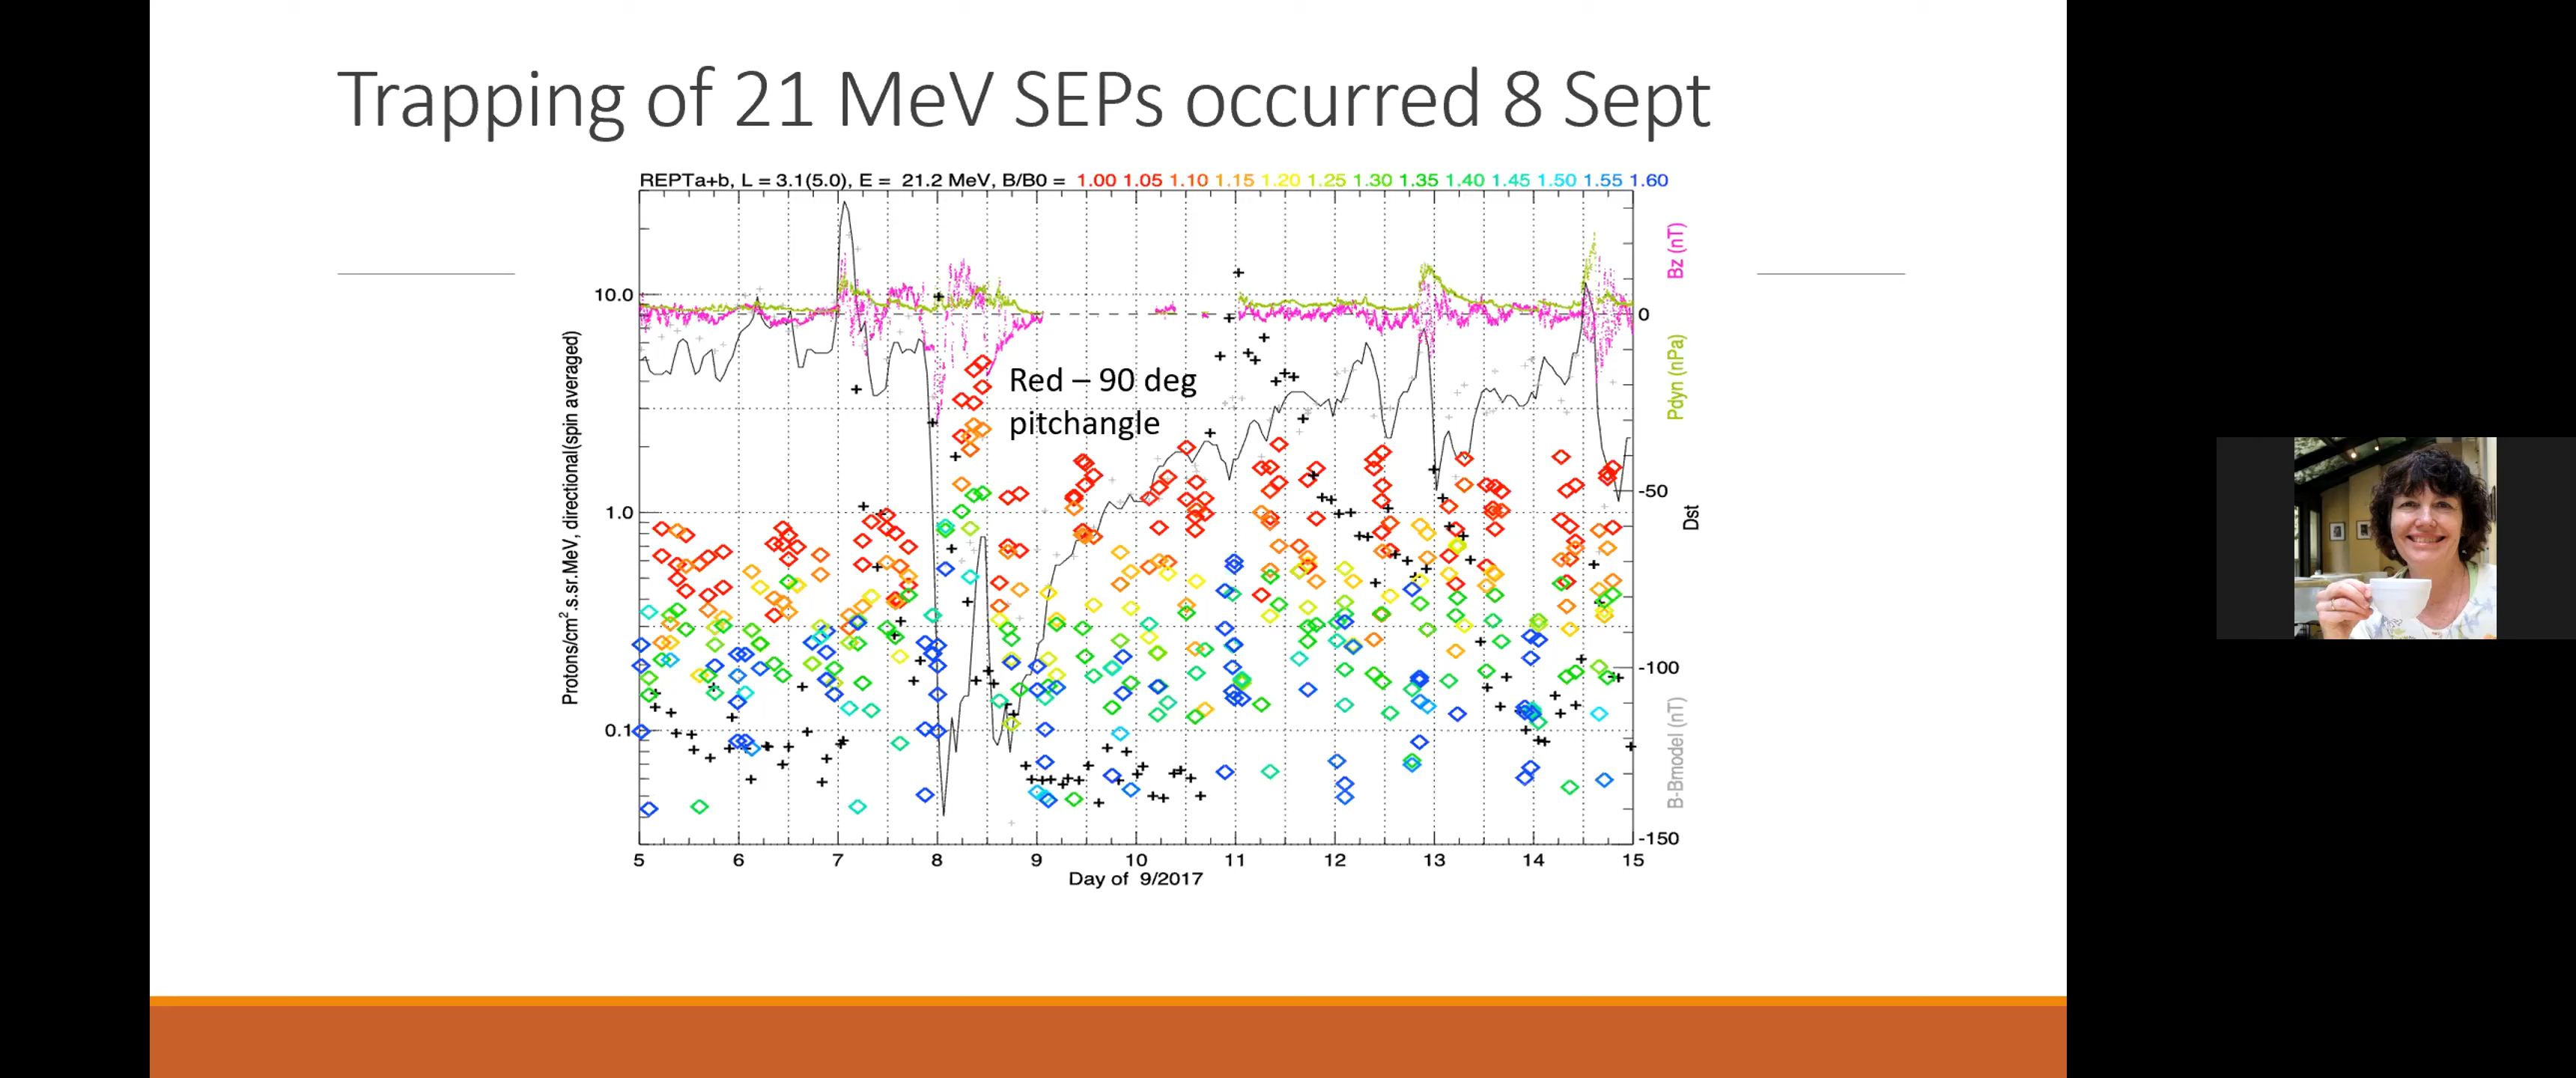 Trapping of 21 MeV SEPs occurred 8 Sept
REPTa+b, L = 3.1(5.0), E = 21.2 MeV, B/B0 = 1.00 1.05 1.10 1.15 1.20 1.25 1.30 1.35 1.40 1.45 1.50 1.55 1.60
Protons/cm².s.sr.MeV, directional(spin averaged)
10.0
1.0
0.1
Red – 90 deg
pitchangle
0
-50
-100
-150
Bz (nT)
Pdyn (nPa)
Dst
B-Bmodel (nT)
5 6 7 8 9 10 11 12 13 14 15
Day of 9/2017